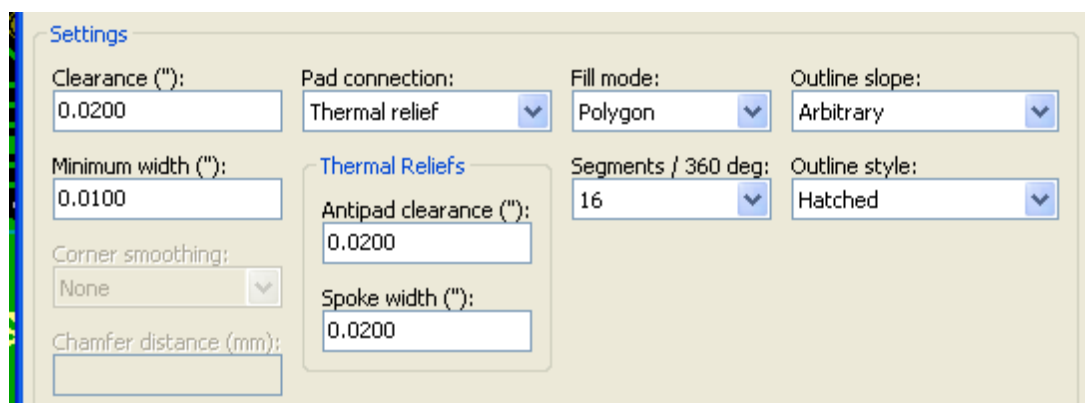 Settings
Clearance ("): Pad connection: Fill mode: Outline slope:
0.0200 Thermal relief Polygon Arbitrary
Minimum width ("): Thermal Reliefs Segments / 360 deg: Outline style:
0.0100 16 Hatched
Antipad clearance ("):
0.0200
Corner smoothing:
None
Spoke width ("):
0.0200
Chamfer distance (mm):